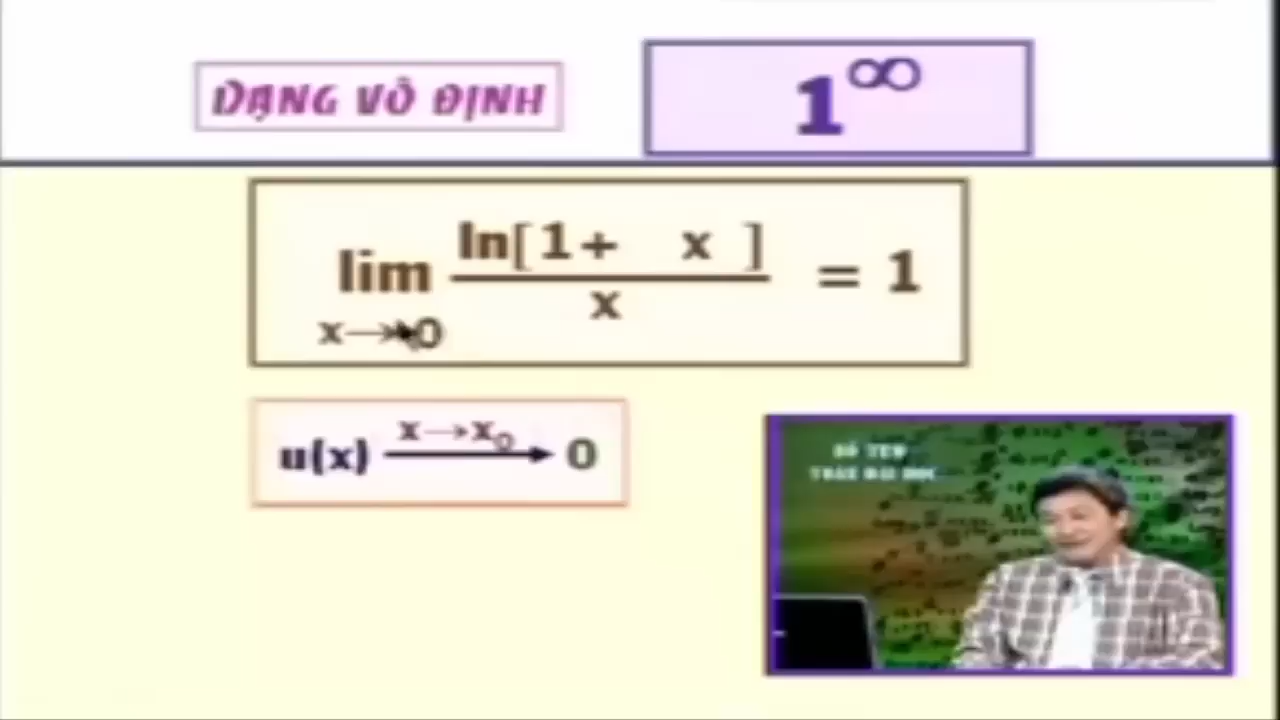 DẠNG VÔ ĐỊNH
1^∞
lim x→0 ln[1+ x ] / x = 1
u(x) x→x₀ → 0